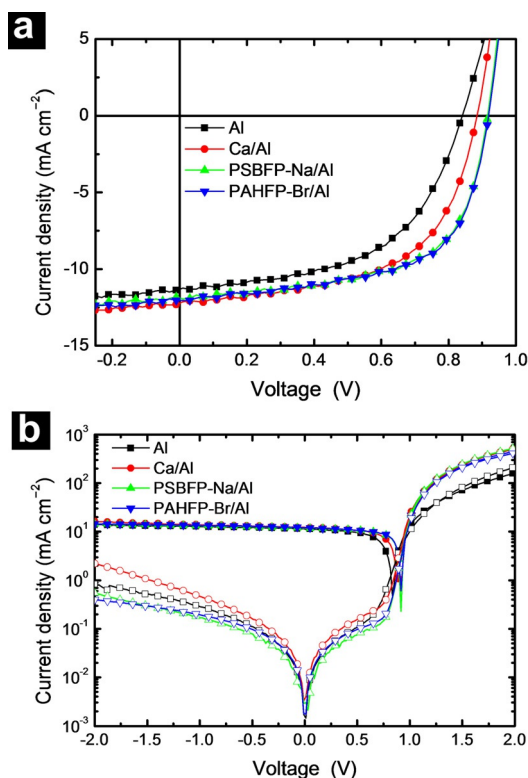 a
Current density (mA cm⁻²)
5
0
-5
-10
-15
Al
Ca/Al
PSBFP-Na/Al
PAHFP-Br/Al
-0.2 0.0 0.2 0.4 0.6 0.8 1.0
Voltage (V)
b
Current density (mA cm⁻²)
10³
10²
10¹
10⁰
10⁻¹
10⁻²
10⁻³
Al
Ca/Al
PSBFP-Na/Al
PAHFP-Br/Al
-2.0 -1.5 -1.0 -0.5 0.0 0.5 1.0 1.5 2.0
Voltage (V)